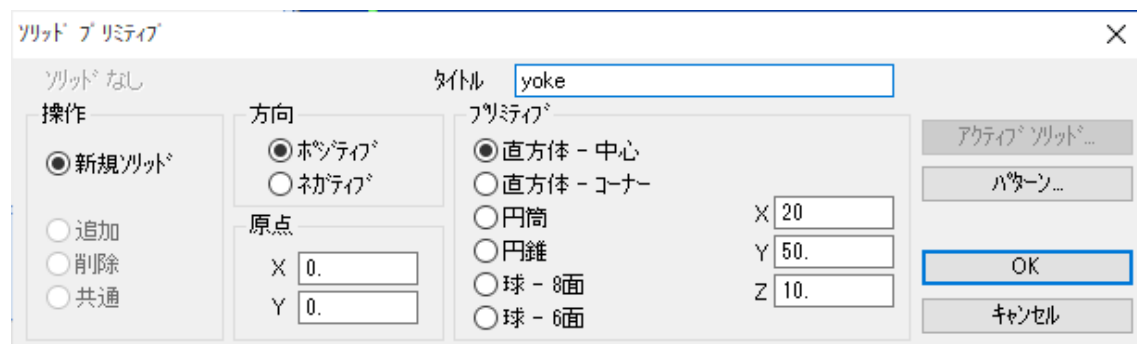 ソリッド プリミティブ
ソリッドなし
タイトル yoke
操作
新規ソリッド
追加
削除
共通
方向
ポジティブ
ネガティブ
原点
X 0.
Y 0.
プリミティブ
直方体 - 中心
直方体 - コーナー
円筒
円錐
球 - 8面
球 - 6面
X 20
Y 50.
Z 10.
アクティブ ソリッド...
パターン...
OK
キャンセル